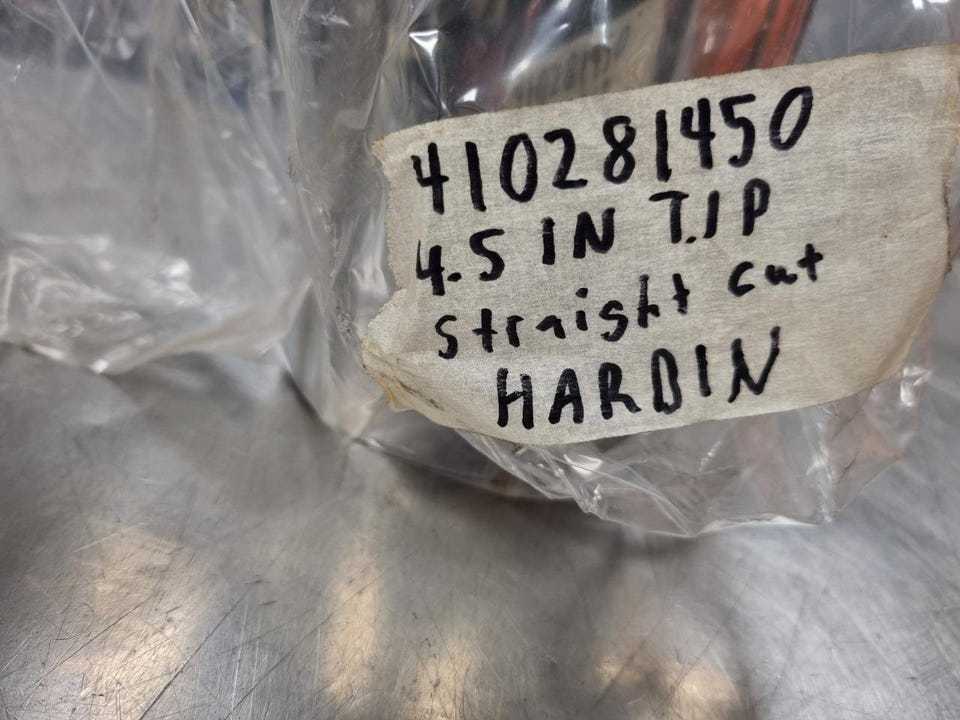 410281450
4.5 IN T.IP
straight cut
HARDIN